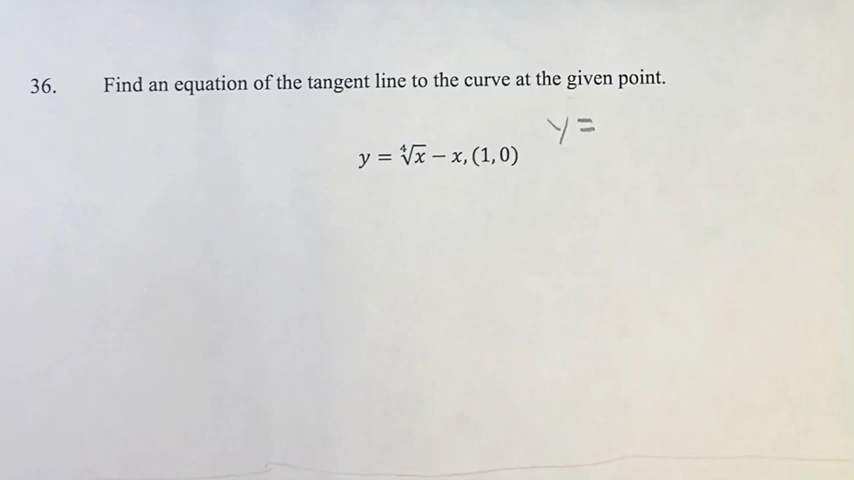 36. Find an equation of the tangent line to the curve at the given point.
y =
y = ∜x − x, (1, 0)